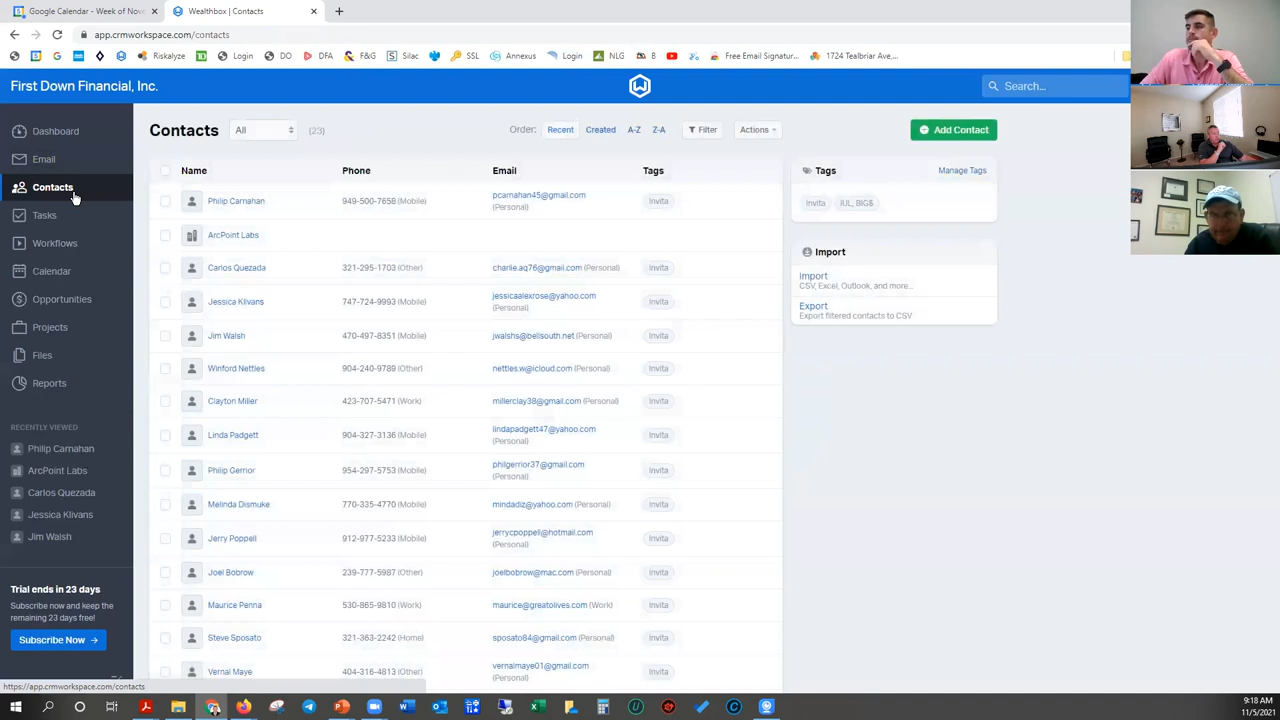 Google Calendar - Week of Nove
Wealthbox | Contacts
app.crmworkspace.com/contacts
Riskalyze
Login
DO
DFA
F&G
Silac
SSL
Annexus
Login
NLG
B
Free Email Signatur...
1724 Tealbriar Ave,...
First Down Financial, Inc.
Search...
Dashboard
Email
Contacts
Tasks
Workflows
Calendar
Opportunities
Projects
Files
Reports
RECENTLY VIEWED
Philip Carnahan
ArcPoint Labs
Carlos Quezada
Jessica Klivans
Jim Walsh
Trial ends in 23 days
Subscribe now and keep the
remaining 23 days free!
Subscribe Now →
Contacts All (23) Order: Recent Created A-Z Z-A Filter Actions Add Contact
Name Phone Email Tags
Philip Carnahan 949-500-7658 (Mobile) pcarnahan45@gmail.com Invita
(Personal)
ArcPoint Labs
Carlos Quezada 321-295-1703 (Other) charlie.aq76@gmail.com (Personal) Invita
Jessica Klivans 747-724-9993 (Mobile) jessicaalexrose@yahoo.com Invita
(Personal)
Jim Walsh 470-497-8351 (Mobile) jwalshs@bellsouth.net (Personal) Invita
Winford Nettles 904-240-9789 (Other) nettles.w@icloud.com (Personal) Invita
Clayton Miller 423-707-5471 (Work) millerclay38@gmail.com (Personal) Invita
Linda Padgett 904-327-3136 (Mobile) lindapadgett47@yahoo.com Invita
(Personal)
Philip Gerrior 954-297-5753 (Mobile) philgerrior37@gmail.com Invita
(Personal)
Melinda Dismuke 770-335-4770 (Mobile) mindadiz@yahoo.com (Personal) Invita
Jerry Poppell 912-977-5233 (Mobile) jerrycpoppell@hotmail.com Invita
(Personal)
Joel Bobrow 239-777-5987 (Other) joelbobrow@mac.com (Personal) Invita
Maurice Penna 530-865-9810 (Work) maurice@greatolives.com (Work) Invita
Steve Sposato 321-363-2242 (Home) sposato84@gmail.com (Personal) Invita
Vernal Maye 404-316-4813 (Other) vernalmaye01@gmail.com Invita
(Personal)
Tags Manage Tags
Invita IUL, BIG$
Import
Import
CSV, Excel, Outlook, and more...
Export
Export filtered contacts to CSV
https://app.crmworkspace.com/contacts
9:18 AM
11/5/2021